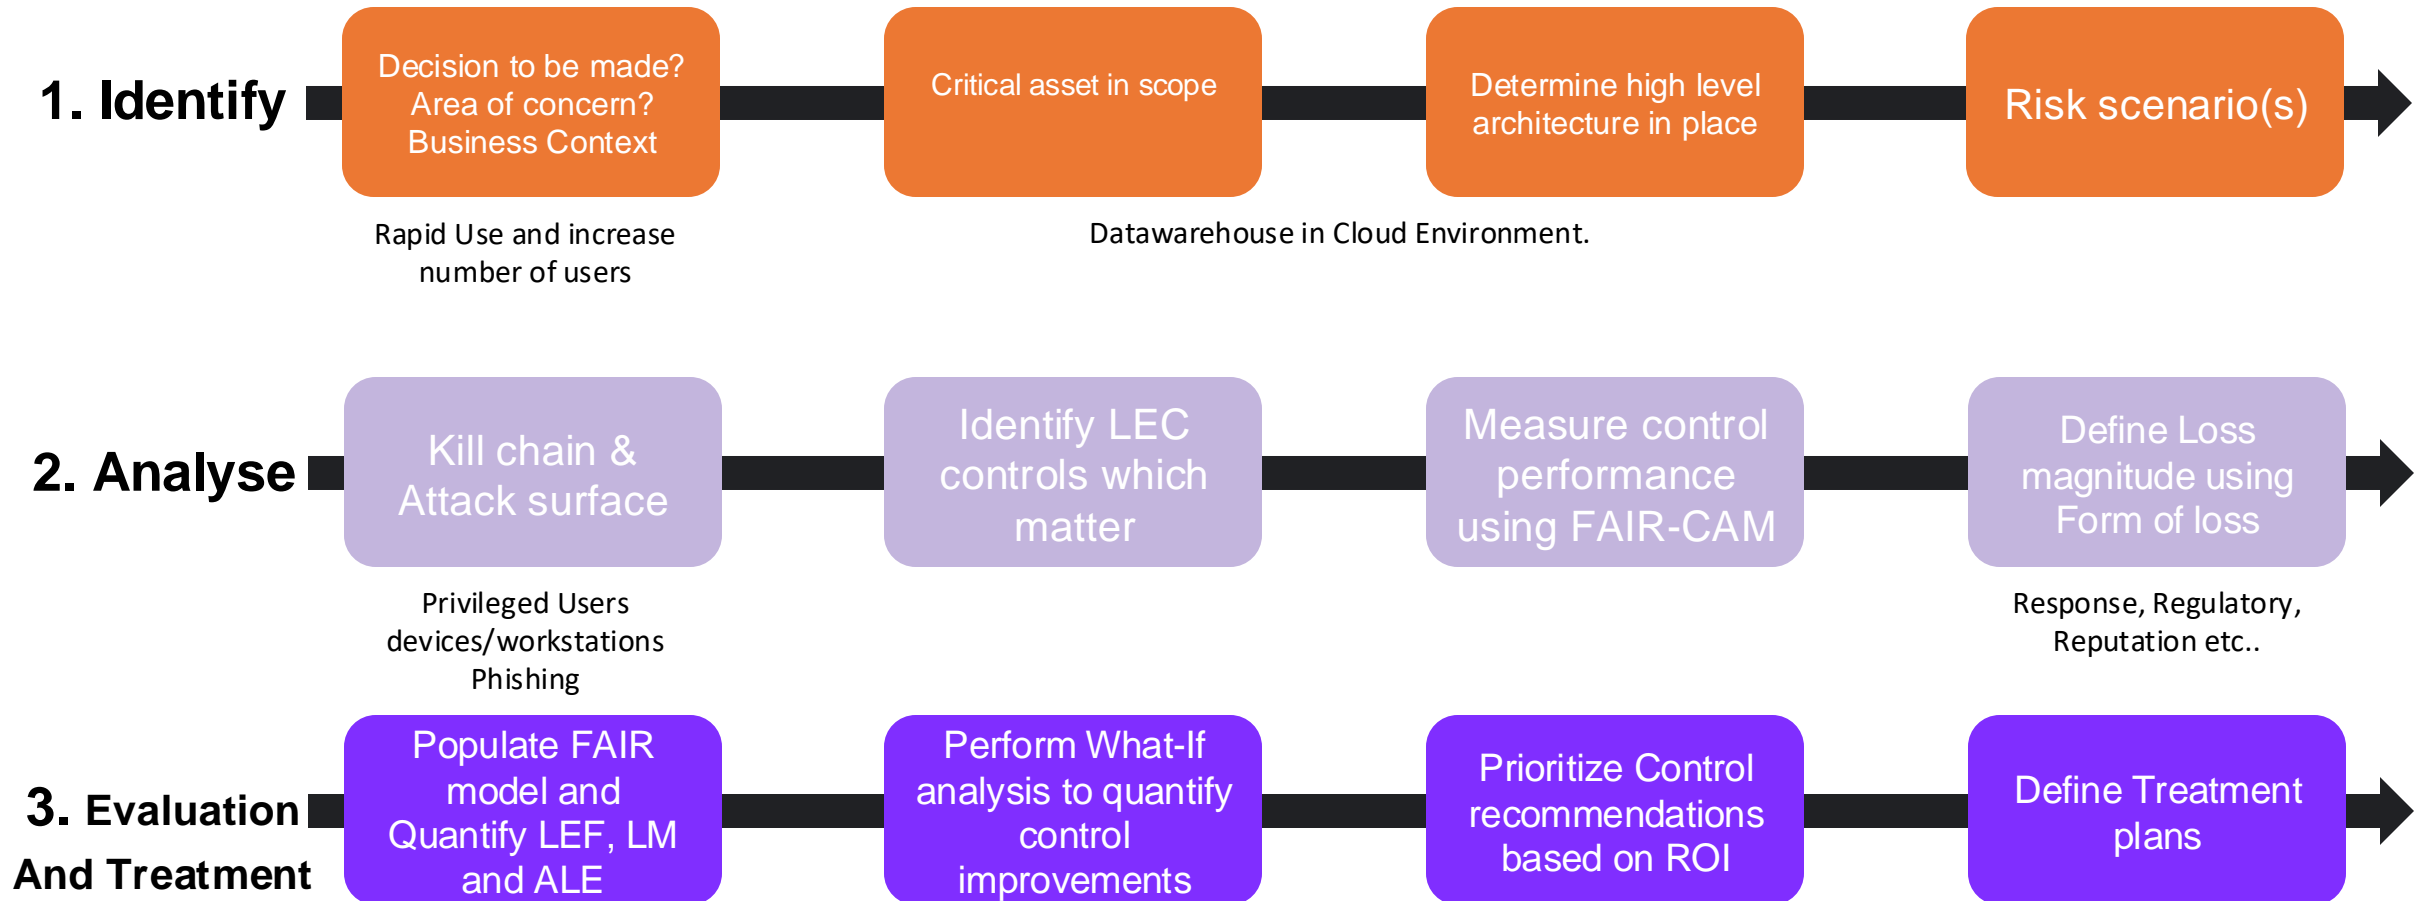 1. Identify
Decision to be made?
Area of concern?
Business Context
Critical asset in scope
Determine high level
architecture in place
Risk scenario(s)
Rapid Use and increase
number of users
Datawarehouse in Cloud Environment.
2. Analyse
Kill chain &
Attack surface
Identify LEC
controls which
matter
Measure control
performance
using FAIR-CAM
Define Loss
magnitude using
Form of loss
Privileged Users
devices/workstations
Phishing
Response, Regulatory,
Reputation etc..
3. Evaluation
And Treatment
Populate FAIR
model and
Quantify LEF, LM
and ALE
Perform What-If
analysis to quantify
control
improvements
Prioritize Control
recommendations
based on ROI
Define Treatment
plans